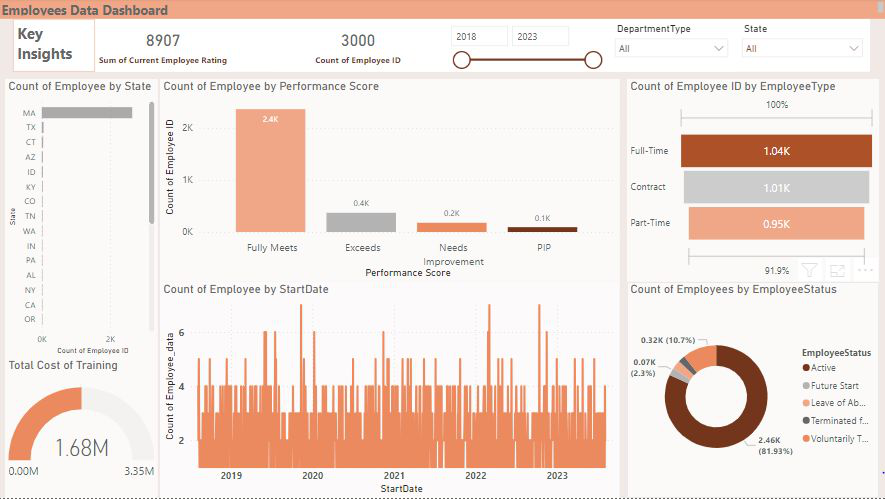 Employees Data Dashboard
Key
Insights
8907
Sum of Current Employee Rating
3000
Count of Employee ID
2018
2023
DepartmentType
All
State
All
Count of Employee by State
MA
TX
CT
AZ
ID
KY
CO
TN
WA
IN
PA
AL
NY
CA
OR
State
0K
2K
Count of Employee ID
Total Cost of Training
1.68M
0.00M
3.35M
Count of Employee by Performance Score
Count of Employee ID
2K
1K
0K
2.4K
0.4K
0.2K
0.1K
Fully Meets
Exceeds
Needs
Improvement
PIP
Performance Score
Count of Employee by StartDate
Count of Employee_data
6
4
2
2019
2020
2021
2022
2023
StartDate
Count of Employee ID by EmployeeType
100%
Full-Time
1.04K
Contract
1.01K
Part-Time
0.95K
91.9%
Count of Employees by EmployeeStatus
0.32K (10.7%)
0.07K
(2.3%)
2.46K
(81.93%)
EmployeeStatus
Active
Future Start
Leave of Ab...
Terminated f...
Voluntarily T...